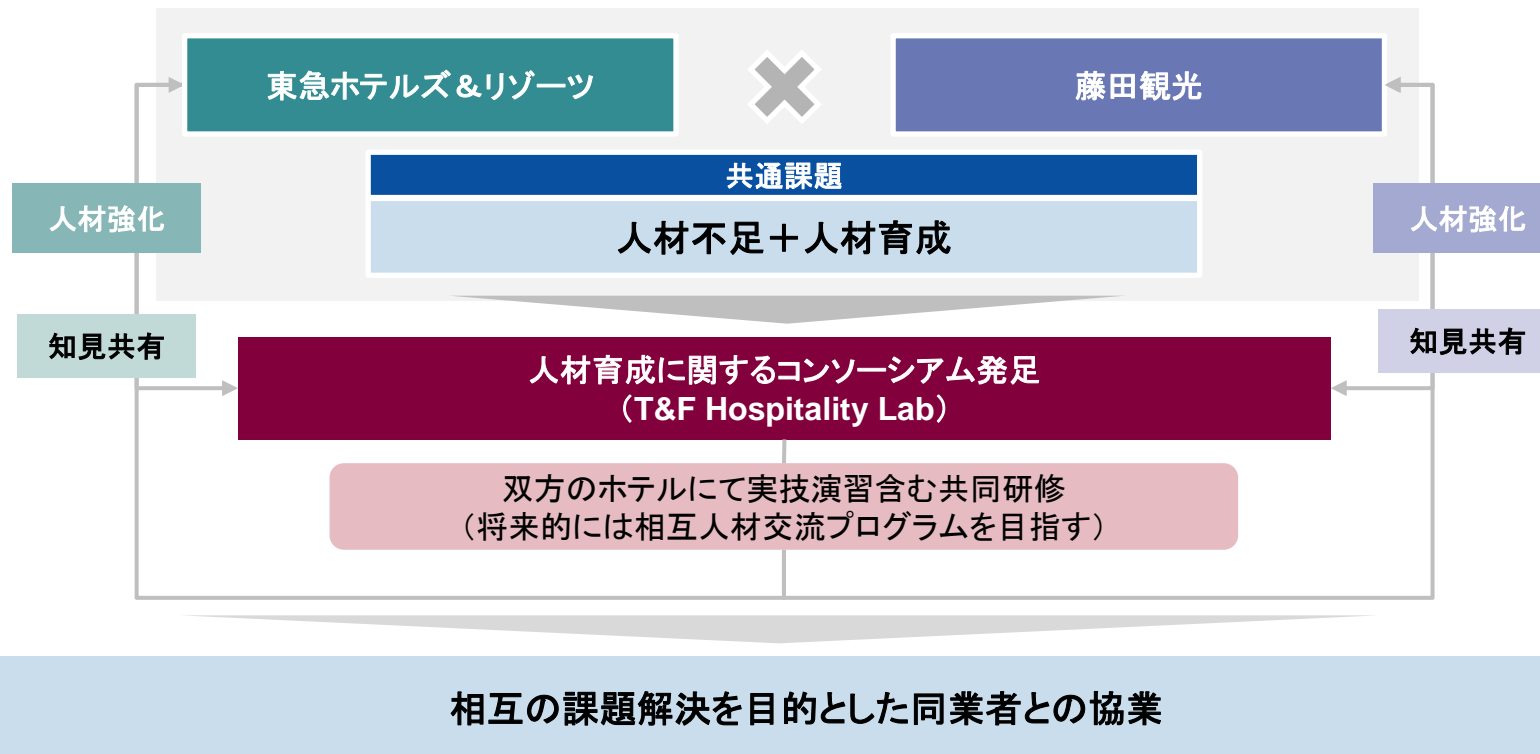 東急ホテルズ&リゾーツ
藤田観光
共通課題
人材不足+人材育成
人材強化
人材強化
知見共有
知見共有
人材育成に関するコンソーシアム発足
(T&F Hospitality Lab)
双方のホテルにて実技演習含む共同研修
(将来的には相互人材交流プログラムを目指す)
相互の課題解決を目的とした同業者との協業